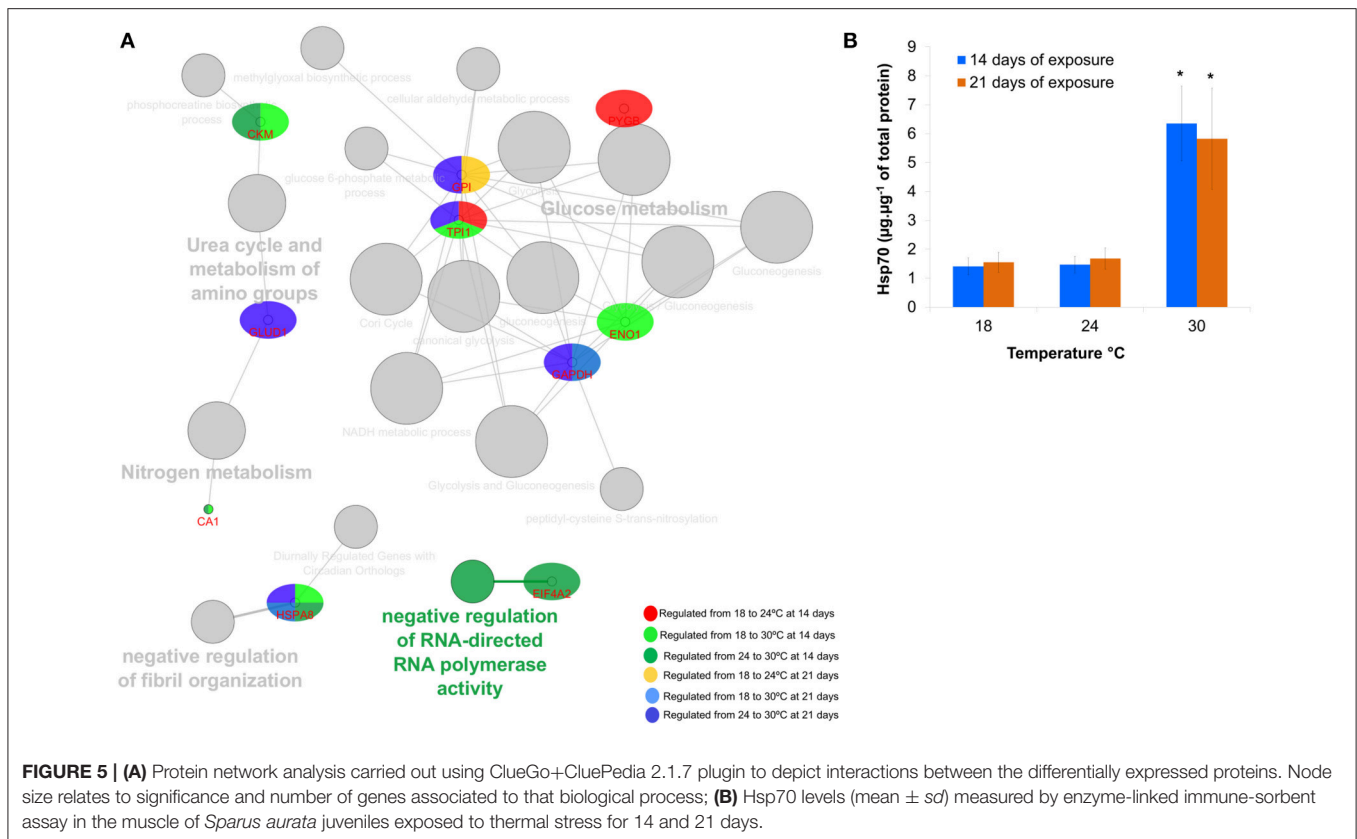 A
methylglyoxal biosynthetic process
cellular aldehyde metabolic process
phosphocreatine bios
process
CKM
PYGB
glucose 6-phosphate metabolic
process
GPI
Glycolysis
TPI1
Glucose metabolism
Gluconeogenesis
Urea cycle and
metabolism of
amino groups
Cori Cycle
gluconeogenesis
Gluconeogenesis
canonical glycolysis
GLUD1
ENO1
GAPDH
NADH metabolic process
Nitrogen metabolism
Glycolysis and Gluconeogenesis
peptidyl-cysteine S-trans-nitrosylation
CA1
Diurnally Regulated Genes with
Circadian Orthologs
HSPA8
EIF4A2
negative regulation
of fibril organization
negative regulation
of RNA-directed
RNA polymerase
activity
Regulated from 18 to 24ºC at 14 days
Regulated from 18 to 30ºC at 14 days
Regulated from 24 to 30ºC at 14 days
Regulated from 18 to 24ºC at 21 days
Regulated from 18 to 30ºC at 21 days
Regulated from 24 to 30ºC at 21 days
B
Hsp70 (µg.µg⁻¹ of total protein)
9
8
7
6
5
4
3
2
1
0
14 days of exposure
21 days of exposure
* *
18 24 30
Temperature °C
FIGURE 5 | (A) Protein network analysis carried out using ClueGo+CluePedia 2.1.7 plugin to depict interactions between the differentially expressed proteins. Node
size relates to significance and number of genes associated to that biological process; (B) Hsp70 levels (mean ± sd) measured by enzyme-linked immune-sorbent
assay in the muscle of Sparus aurata juveniles exposed to thermal stress for 14 and 21 days.